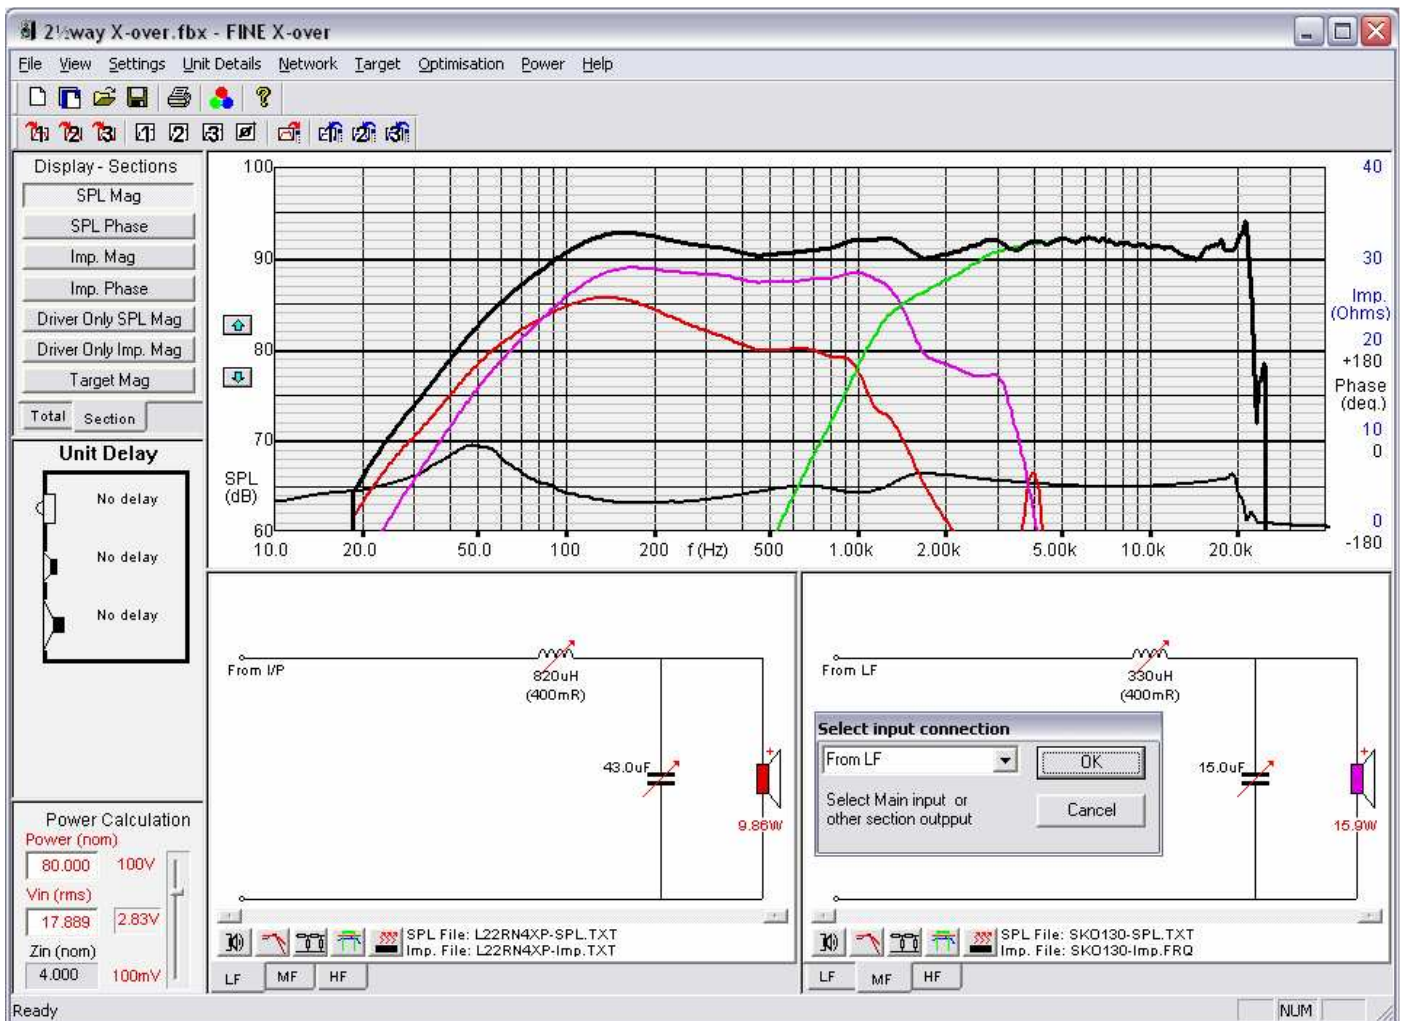 2½way X-over.fbx - FINE X-over
File View Settings Unit Details Network Target Optimisation Power Help
Display - Sections
SPL Mag
SPL Phase
Imp. Mag
Imp. Phase
Driver Only SPL Mag
Driver Only Imp. Mag
Target Mag
Total Section
100
90
80
70
60
SPL
(dB)
40
30
Imp.
(Ohms)
20
+180
Phase
(deg.)
10
0
0
-180
10.0 20.0 50.0 100 200 f (Hz) 500 1.00k 2.00k 5.00k 10.0k 20.0k
Unit Delay
No delay
No delay
No delay
Power Calculation
Power (nom)
80.000 100V
Vin (rms)
17.889 2.83V
Zin (nom)
4.000 100mV
From I/P
820uH
(400mR)
43.0uF
9.86W
SPL File: L22RN4XP-SPL.TXT
Imp. File: L22RN4XP-Imp.TXT
LF MF HF
From LF
330uH
(400mR)
Select input connection
From LF
OK
Select Main input or
other section outpput
Cancel
15.0uF
15.9W
SPL File: SKO130-SPL.TXT
Imp. File: SKO130-Imp.FRQ
LF MF HF
Ready
NUM